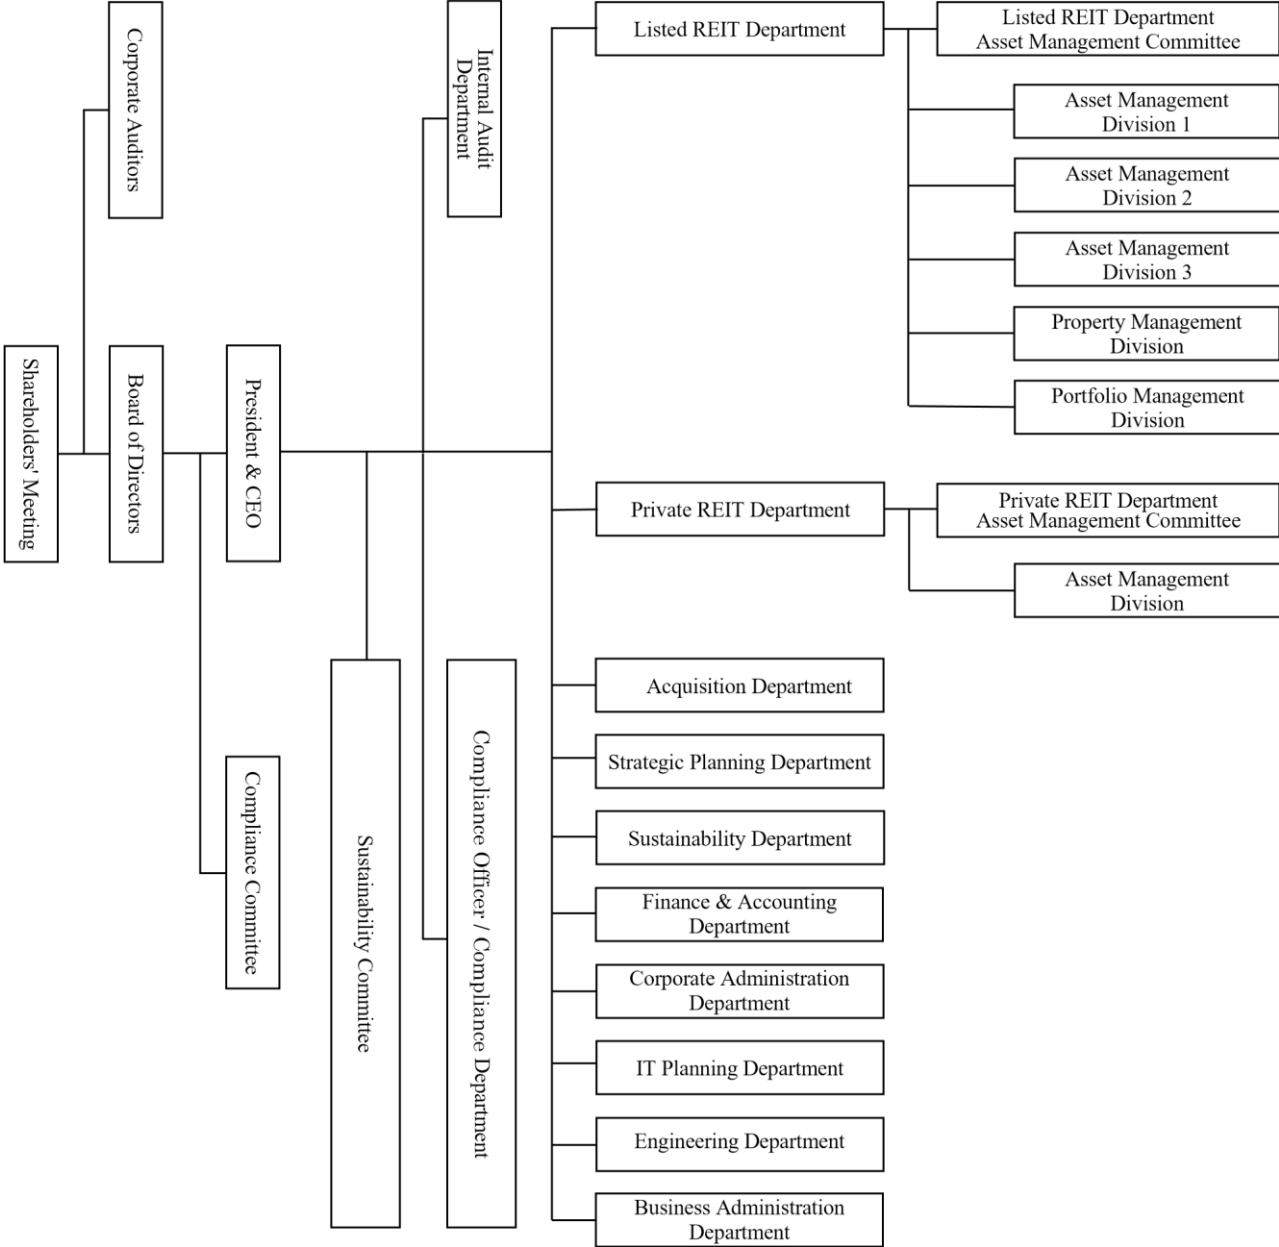 Shareholders' Meeting
Corporate Auditors
Board of Directors
President & CEO
Compliance Committee
Sustainability Committee
Internal Audit
Department
Compliance Officer / Compliance Department
Listed REIT Department
Listed REIT Department
Asset Management Committee
Asset Management
Division 1
Asset Management
Division 2
Asset Management
Division 3
Property Management
Division
Portfolio Management
Division
Private REIT Department
Private REIT Department
Asset Management Committee
Asset Management
Division
Acquisition Department
Strategic Planning Department
Sustainability Department
Finance & Accounting
Department
Corporate Administration
Department
IT Planning Department
Engineering Department
Business Administration
Department